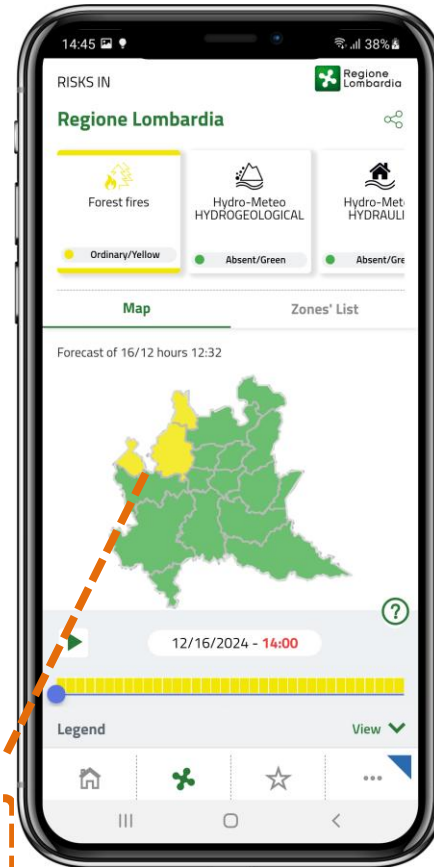 14:45
38%
RISKS IN
Regione
Lombardia
Regione Lombardia
Forest fires
Hydro-Meteo
HYDROGEOLOGICAL
Hydro-Met
HYDRAULI
Ordinary/Yellow
Absent/Green
Absent/Gre
Map
Zones' List
Forecast of 16/12 hours 12:32
?
12/16/2024 - 14:00
Legend
View